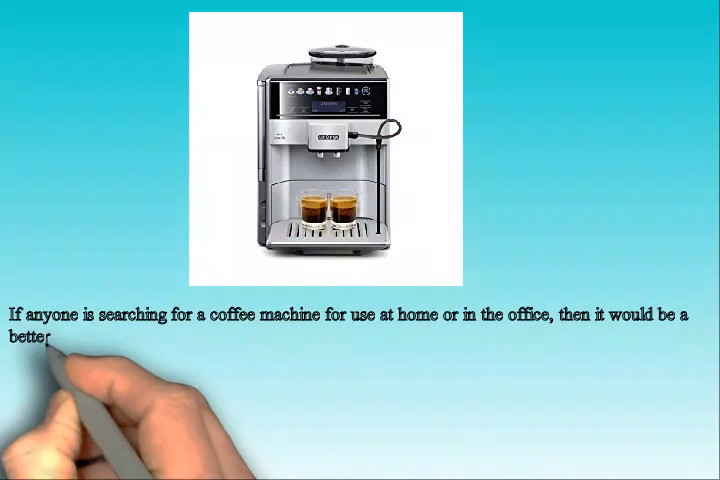 If anyone is searching for a coffee machine for use at home or in the office, then it would be a
better